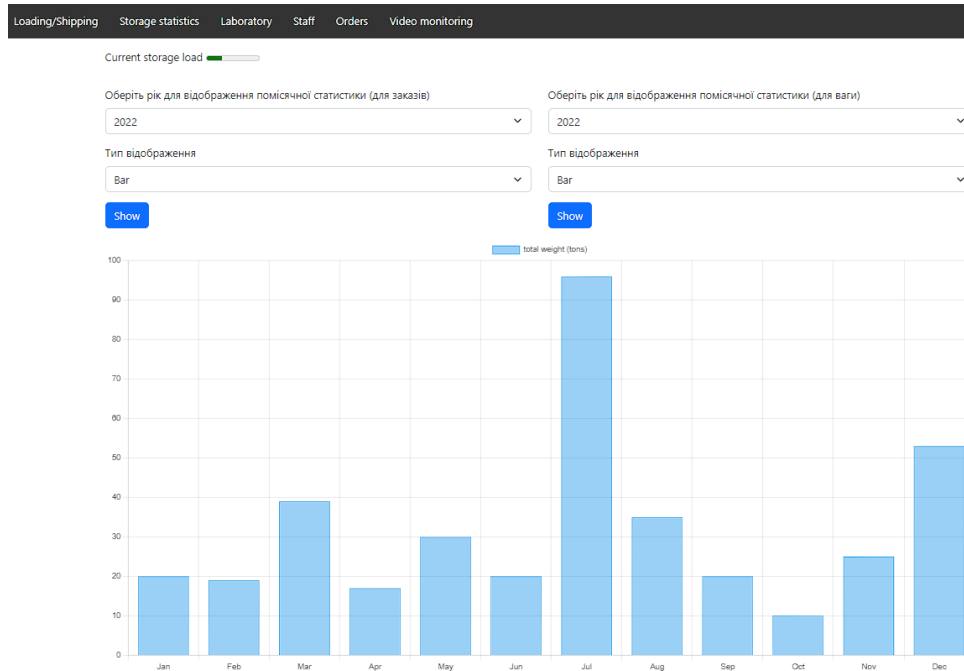 Loading/Shipping Storage statistics Laboratory Staff Orders Video monitoring
Current storage load
Оберіть рік для відображення помісячної статистики (для заказів)
2022
Тип відображення
Bar
Show
Оберіть рік для відображення помісячної статистики (для ваги)
2022
Тип відображення
Bar
Show
total weight (tons)
100
90
80
70
60
50
40
30
20
10
0
Jan Feb Mar Apr May Jun Jul Aug Sep Oct Nov Dec